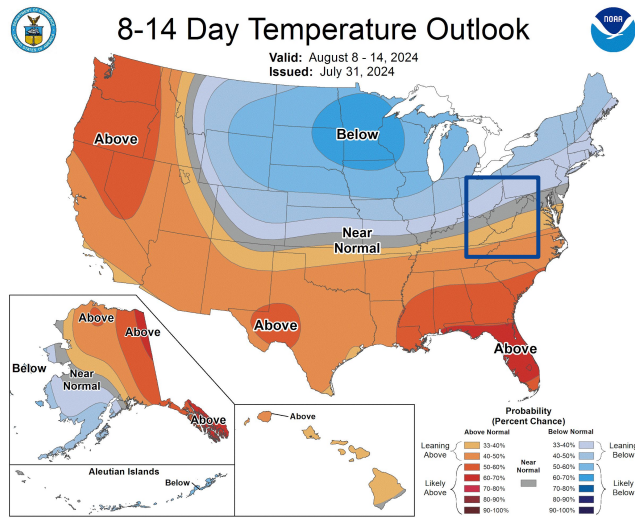 8-14 Day Temperature Outlook
Valid: August 8 - 14, 2024
Issued: July 31, 2024
NOAA
Above
Below
Near
Normal
Above
Above
Above
Above
Below
Near
Normal
Above
Aleutian Islands
Below
Above
Probability
(Percent Chance)
Above Normal
Below Normal
Leaning
Above
33-40%
40-50%
Likely
Above
50-60%
60-70%
70-80%
80-90%
90-100%
Near
Normal
33-40%
40-50%
Leaning
Below
50-60%
60-70%
70-80%
80-90%
90-100%
Likely
Below